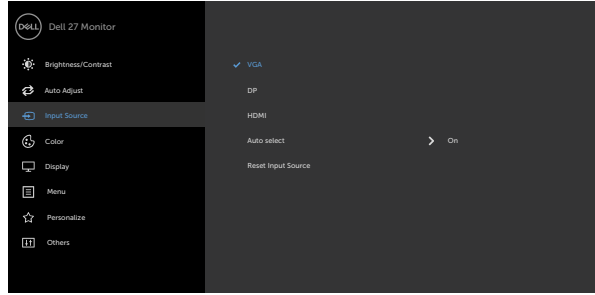 DELL Dell 27 Monitor
Brightness/Contrast
Auto Adjust
Input Source
Color
Display
Menu
Personalize
Others
VGA
DP
HDMI
Auto select On
Reset Input Source